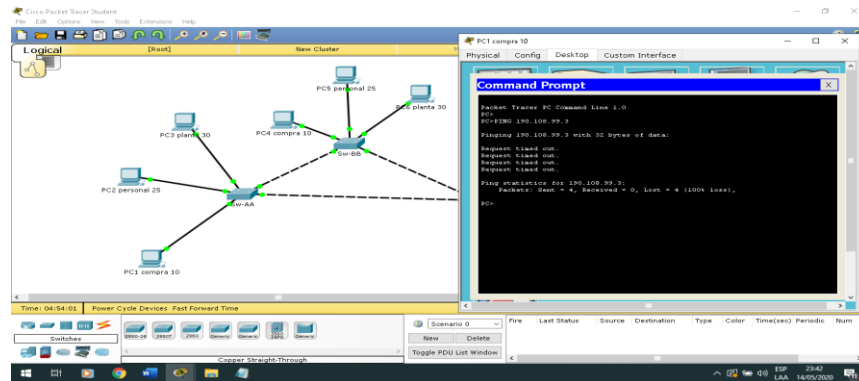 Cisco Packet Tracer Student
File Edit Options View Tools Extensions Help
Logical [Root] New Cluster
PC1 compra 10
Physical Config Desktop Custom Interface
Command Prompt X
Packet Tracer PC Command Line 1.0
PC>
PC>PING 190.108.99.3
Pinging 190.108.99.3 with 32 bytes of data:
Request timed out.
Request timed out.
Request timed out.
Request timed out.
Ping statistics for 190.108.99.3:
Packets: Sent = 4, Received = 0, Lost = 4 (100% loss),
PC>
PC5 personal 25
planta 30
PC3 planta 30
PC4 compra 10
Sw-BB
PC2 personal 25
Sw-AA
PC1 compra 10
Time: 04:54:01 Power Cycle Devices Fast Forward Time
Scenario 0
Fire Last Status Source Destination Type Color Time(sec) Periodic Num
Switches
2950-24 2950T 2960 Generic Generic Generic
New Delete
Toggle PDU List Window
Copper Straight-Through
ESP 23:42
LAA 14/05/2020